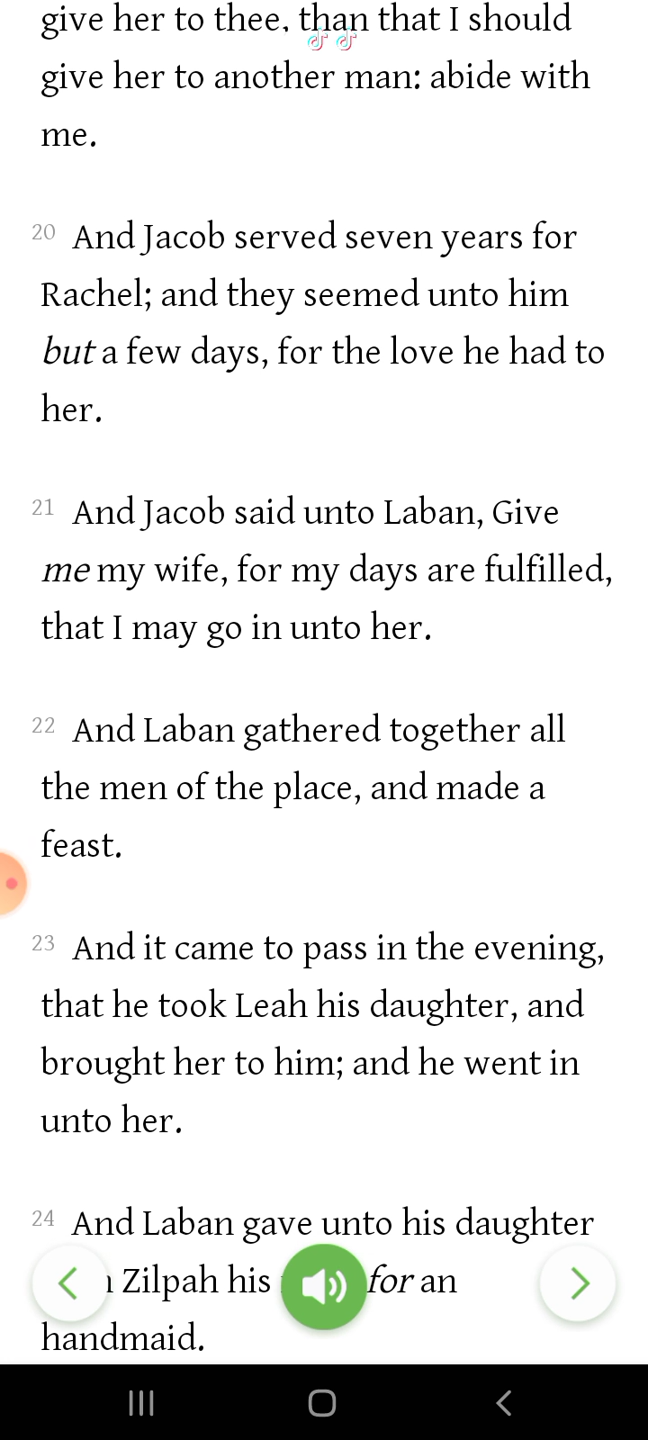 give her to thee, than that I should
give her to another man: abide with
me.
20 And Jacob served seven years for
Rachel; and they seemed unto him
but a few days, for the love he had to
her.
21 And Jacob said unto Laban, Give
me my wife, for my days are fulfilled,
that I may go in unto her.
22 And Laban gathered together all
the men of the place, and made a
feast.
23 And it came to pass in the evening,
that he took Leah his daughter, and
brought her to him; and he went in
unto her.
24 And Laban gave unto his daughter
Zilpah his for an
handmaid.